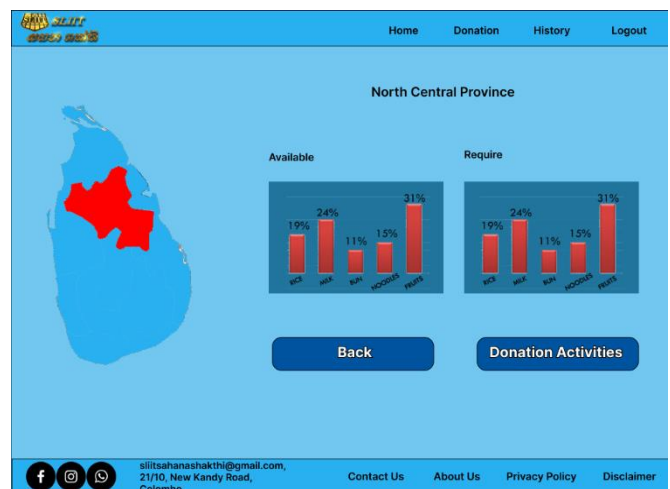 SLIIT
Home Donation History Logout
North Central Province
Available
Require
31%
24%
19%
15%
11%
RICE MILK BUN NOODLES FRUITS
31%
24%
19%
15%
11%
RICE MILK BUN NOODLES FRUITS
Back
Donation Activities
sliitsahanashakthi@gmail.com,
21/10, New Kandy Road,
Colombo
Contact Us About Us Privacy Policy Disclaimer